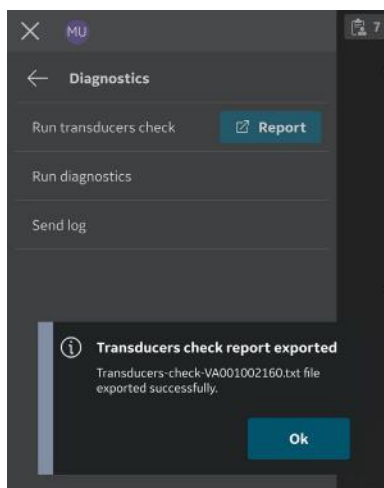 MU
7
Diagnostics
Run transducers check
Report
Run diagnostics
Send log
Transducers check report exported
Transducers-check-VA001002160.txt file
exported successfully.
Ok